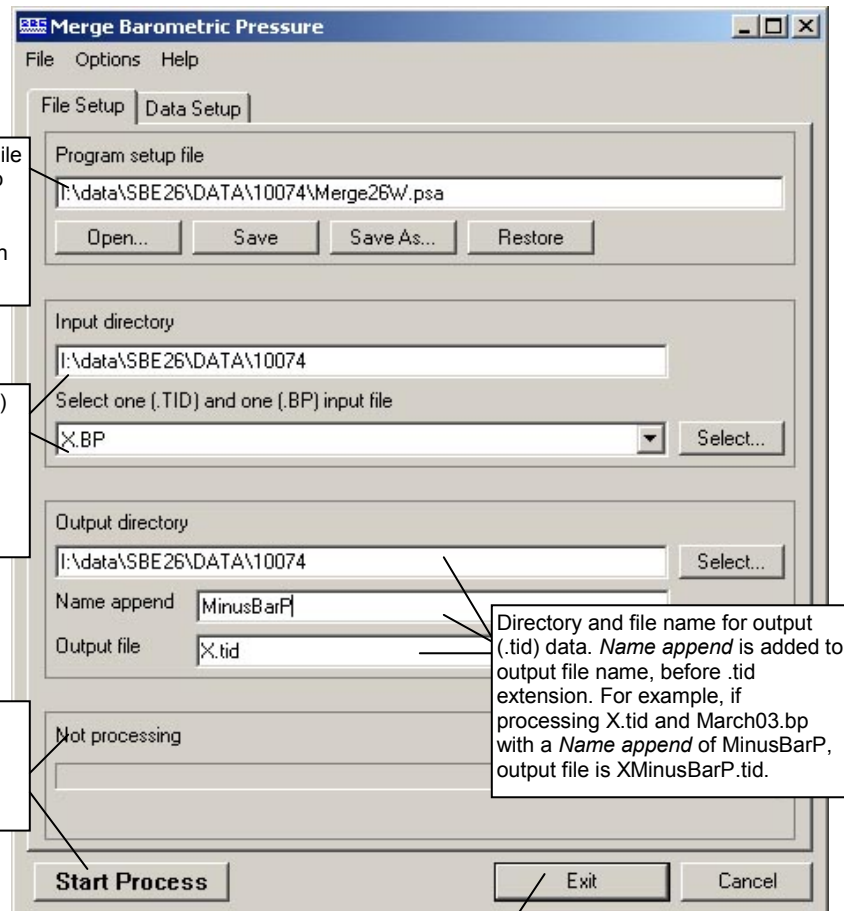 Merge Barometric Pressure
File Options Help
File Setup Data Setup
Program setup file
I:\data\SBE26\DATA\10074\Merge26W.psa
Open... Save Save As... Restore
Input directory
I:\data\SBE26\DATA\10074
Select one (.TID) and one (.BP) input file
X.BP
Select...
Output directory
I:\data\SBE26\DATA\10074
Select...
Name append MinusBarP
Output file X.tid
Directory and file name for output
(.tid) data. Name append is added to
output file name, before .tid
extension. For example, if
processing X.tid and March03.bp
with a Name append of MinusBarP,
output file is XMinusBarP.tid.
Not processing
Start Process Exit Cancel